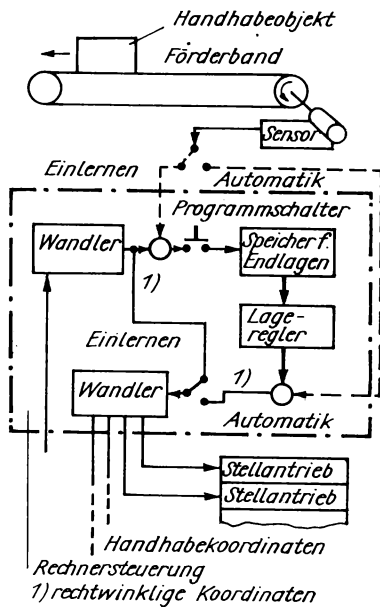 Handhabeobjekt
Förderband
Sensor
Einlernen
Automatik
Programmschalter
Wandler
Speicher f.
Endlagen
1)
Lage-
regler
Einlernen
1)
Wandler
Automatik
Stellantrieb
Stellantrieb
Handhabekoordinaten
Rechnersteuerung
1) rechtwinklige Koordinaten